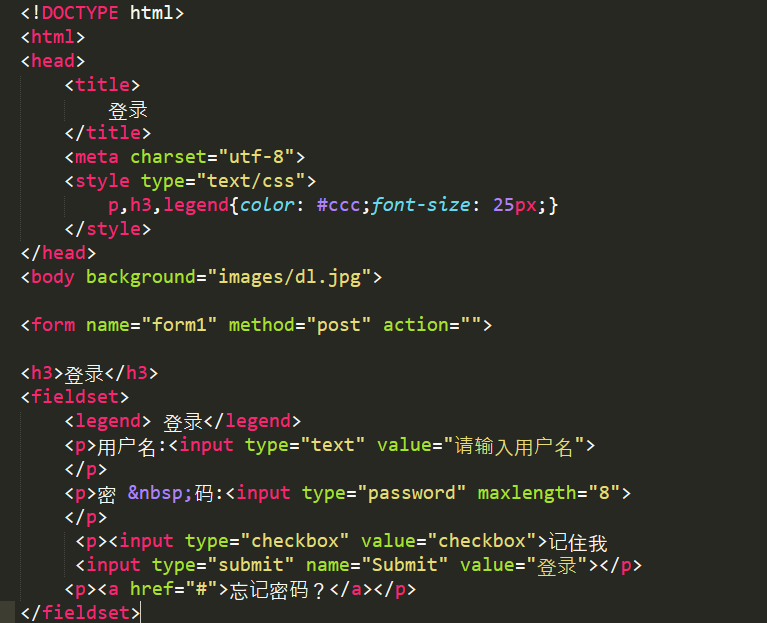 <!DOCTYPE html>
<html>
<head>
    <title>
        登录
    </title>
    <meta charset="utf-8">
    <style type="text/css">
        p,h3,legend{color: #ccc;font-size: 25px;}
    </style>
</head>
<body background="images/dl.jpg">

<form name="form1" method="post" action="">

<h3>登录</h3>
<fieldset>
    <legend> 登录</legend>
    <p>用户名:<input type="text" value="请输入用户名">
    </p>
    <p>密 &nbsp;码:<input type="password" maxlength="8">
    </p>
     <p><input type="checkbox" value="checkbox">记住我
     <input type="submit" name="Submit" value="登录"></p>
    <p><a href="#">忘记密码？</a></p>
</fieldset>